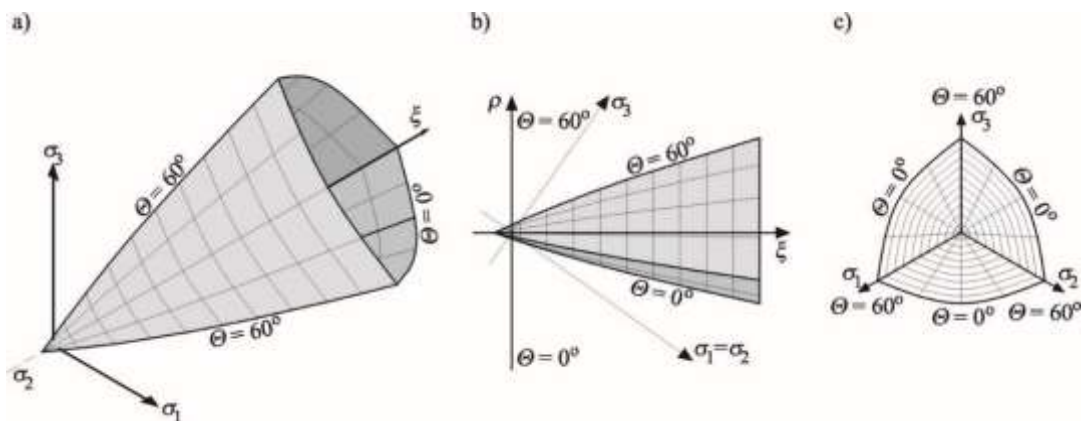 a)
σ3
Θ = 60°
ξ
Θ = 0°
Θ = 60°
σ2
σ1
b)
ρ
Θ = 60°
σ3
Θ = 60°
ξ
Θ = 0°
Θ = 0°
σ1=σ2
c)
Θ = 60°
σ3
Θ = 0°
Θ = 0°
σ1
σ2
Θ = 60°
Θ = 0°
Θ = 60°